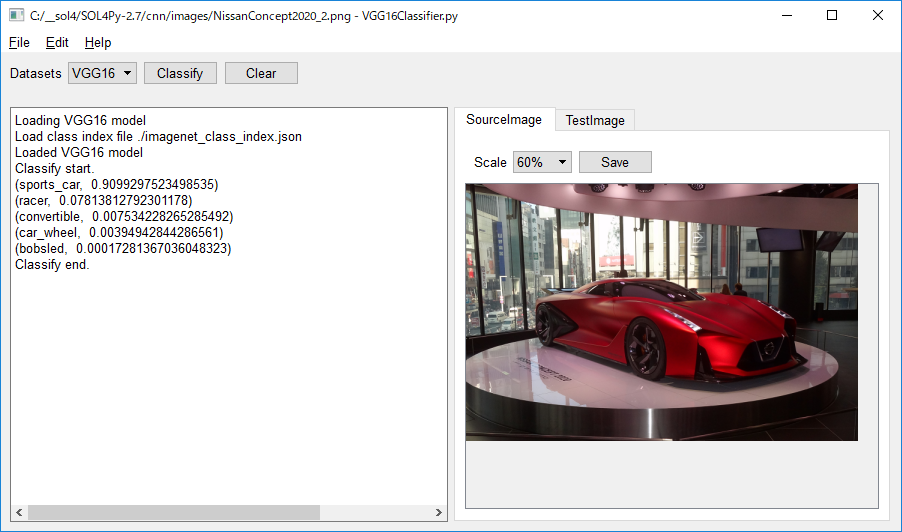 C:/__sol4/SOL4Py-2.7/cnn/images/NissanConcept2020_2.png - VGG16Classifier.py
File Edit Help
Datasets VGG16 Classify Clear
Loading VGG16 model
Load class index file ./imagenet_class_index.json
Loaded VGG16 model
Classify start.
(sports_car, 0.9099297523498535)
(racer, 0.07813812792301178)
(convertible, 0.007534228265285492)
(car_wheel, 0.00394942844286561)
(bobsled, 0.00017281367036048323)
Classify end.
SourceImage TestImage
Scale 60% Save